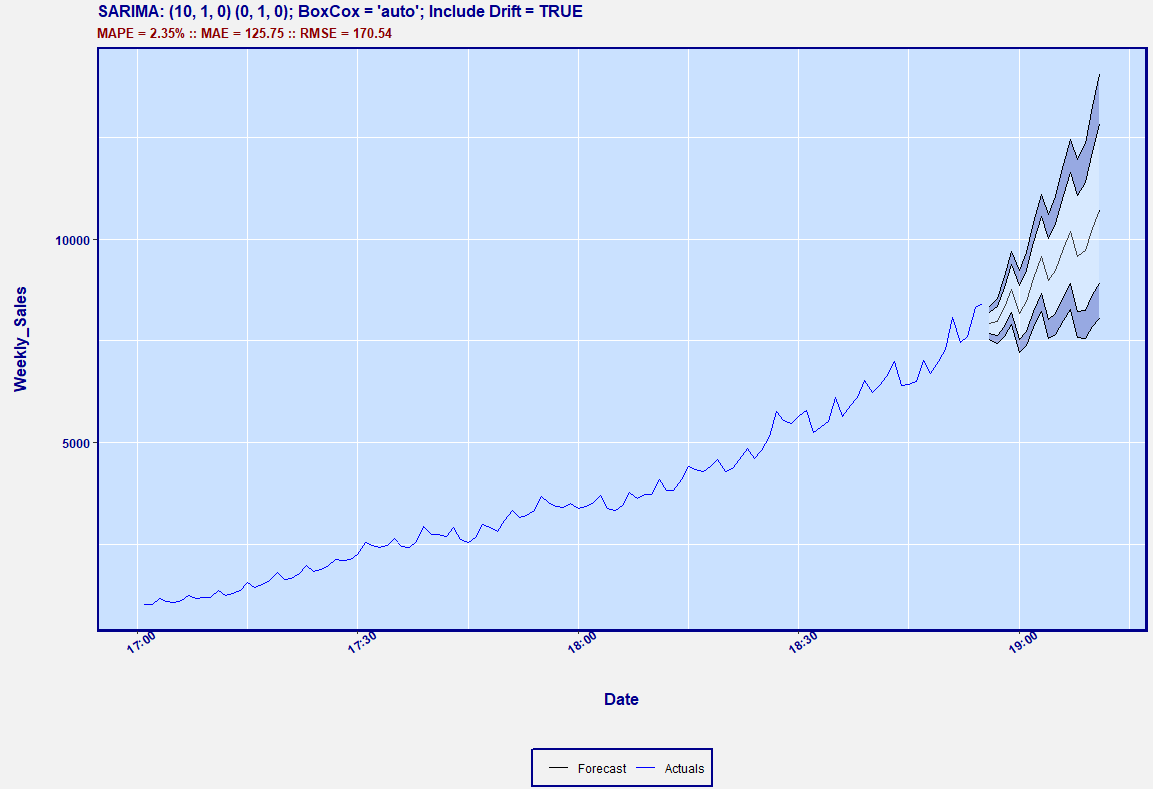 SARIMA: (10, 1, 0) (0, 1, 0); BoxCox = 'auto'; Include Drift = TRUE
MAPE = 2.35% :: MAE = 125.75 :: RMSE = 170.54
Weekly_Sales
10000
5000
17:00
17:30
18:00
18:30
19:00
Date
Forecast
Actuals